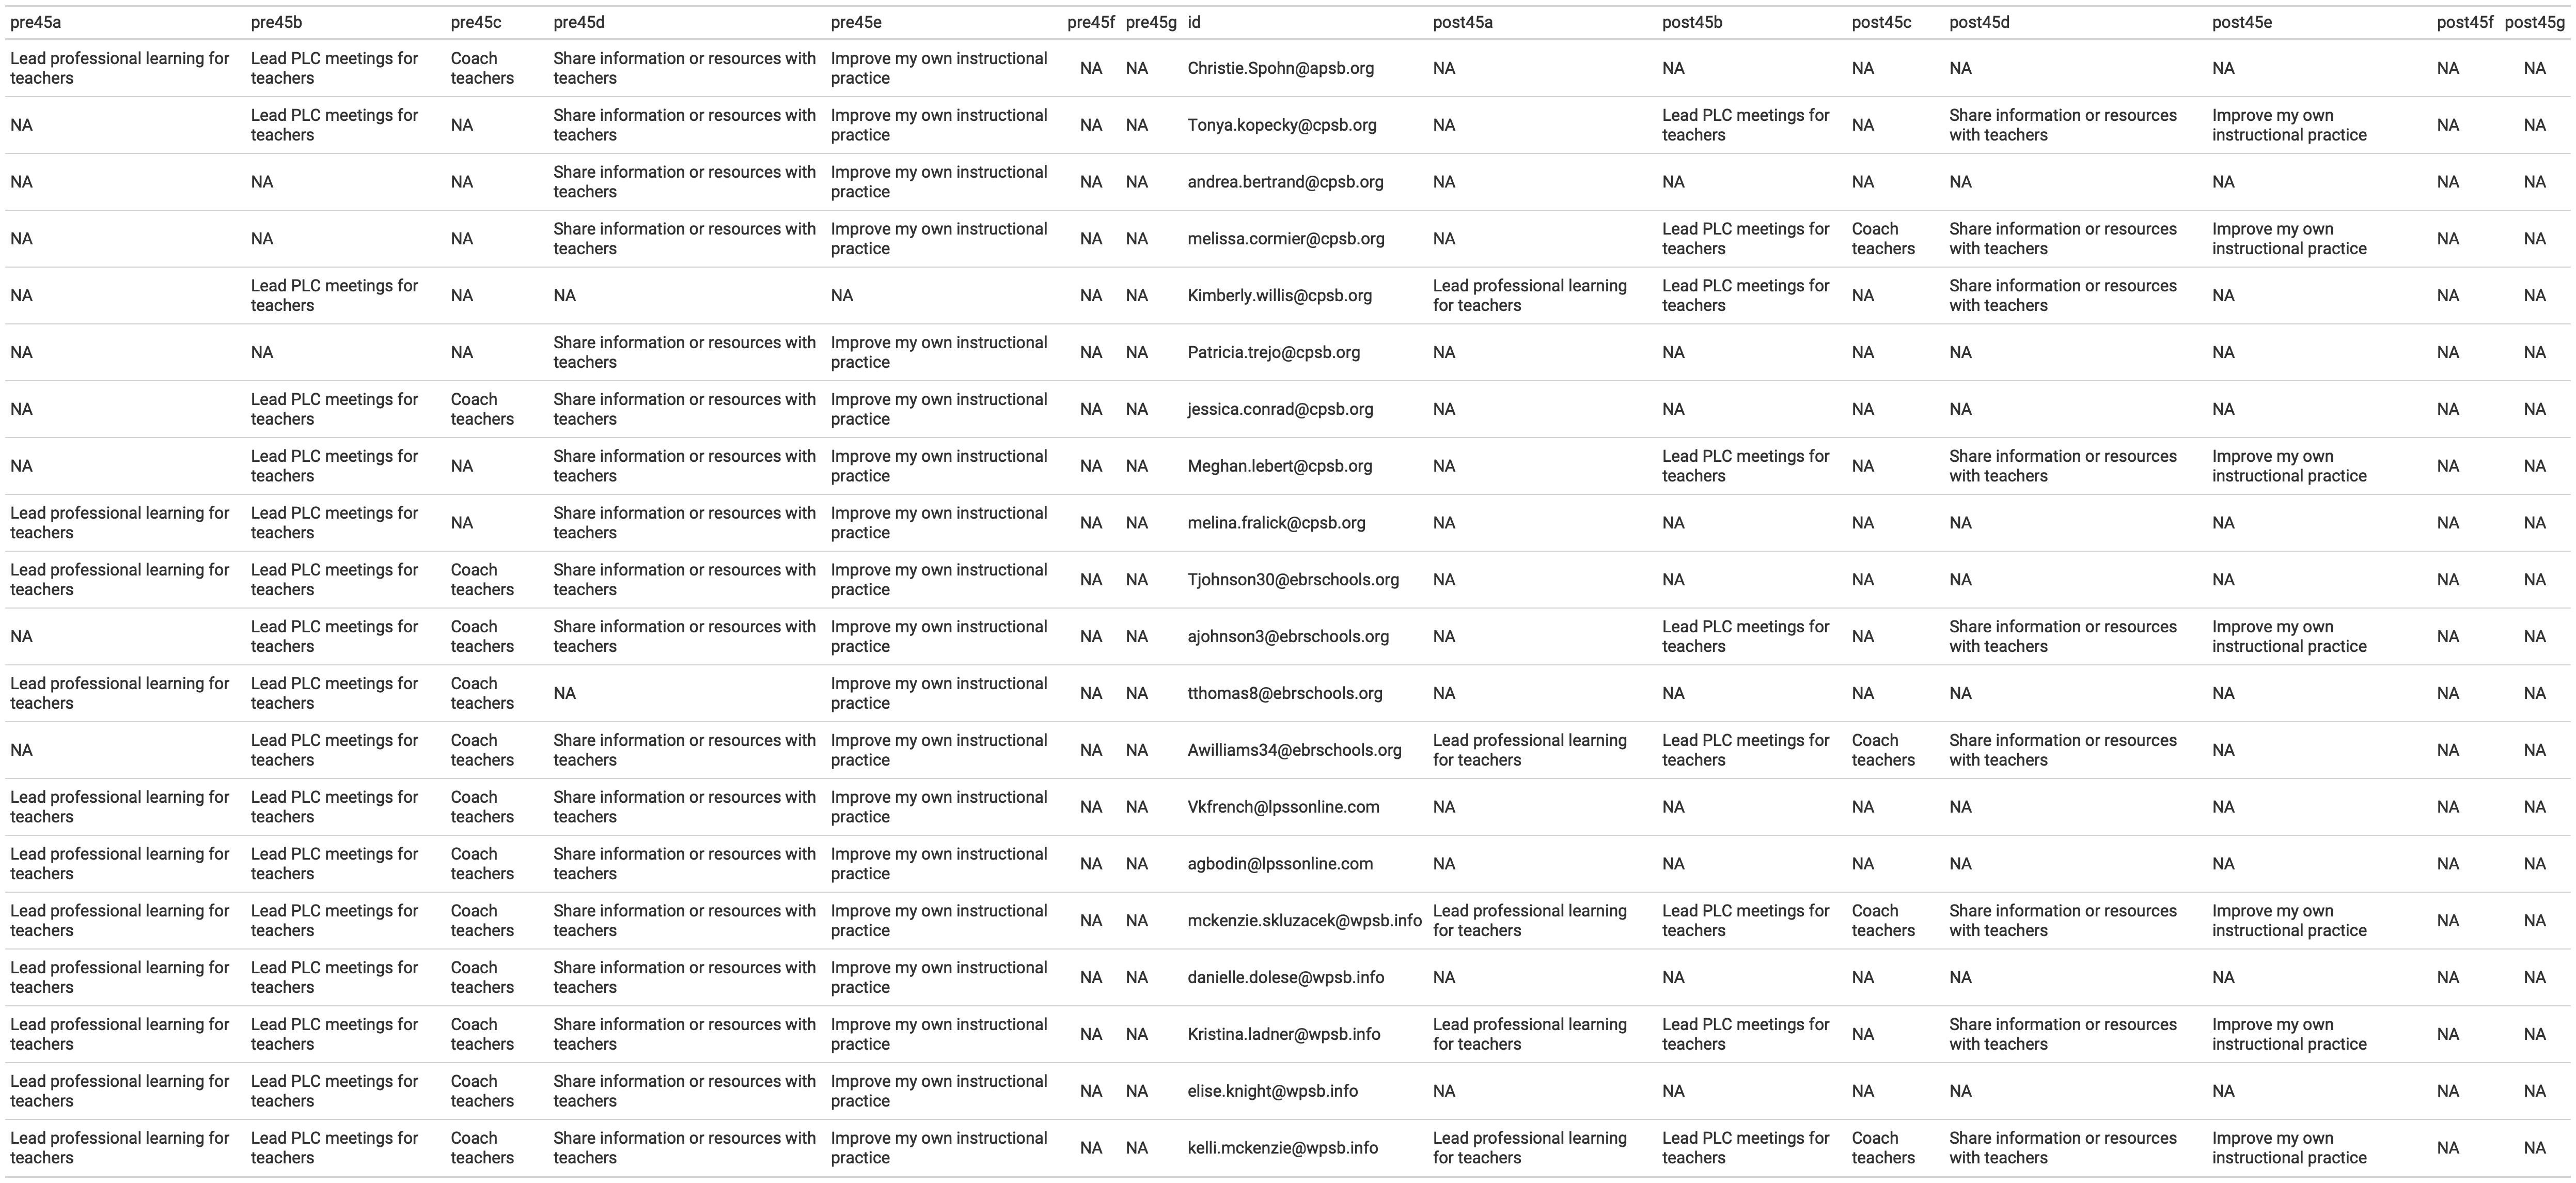 pre45a pre45b pre45c pre45d pre45e pre45f pre45g id post45a post45b post45c post45d post45e post45f post45g
Lead professional learning for teachers Lead PLC meetings for teachers Coach teachers Share information or resources with teachers Improve my own instructional practice NA NA Christie.Spohn@apsb.org NA NA NA NA NA NA NA
NA Lead PLC meetings for teachers NA Share information or resources with teachers Improve my own instructional practice NA NA Tonya.kopecky@cpsb.org NA Lead PLC meetings for teachers NA Share information or resources with teachers Improve my own instructional practice NA NA
NA NA NA Share information or resources with teachers Improve my own instructional practice NA NA andrea.bertrand@cpsb.org NA NA NA NA NA NA NA
NA NA NA Share information or resources with teachers Improve my own instructional practice NA NA melissa.cormier@cpsb.org NA Lead PLC meetings for teachers Coach teachers Share information or resources with teachers Improve my own instructional practice NA NA
NA Lead PLC meetings for teachers NA NA NA NA NA Kimberly.willis@cpsb.org Lead professional learning for teachers Lead PLC meetings for teachers NA Share information or resources with teachers NA NA NA
NA NA NA Share information or resources with teachers Improve my own instructional practice NA NA Patricia.trejo@cpsb.org NA NA NA NA NA NA NA
NA Lead PLC meetings for teachers Coach teachers Share information or resources with teachers Improve my own instructional practice NA NA jessica.conrad@cpsb.org NA NA NA NA NA NA NA
NA Lead PLC meetings for teachers NA Share information or resources with teachers Improve my own instructional practice NA NA Meghan.lebert@cpsb.org NA Lead PLC meetings for teachers NA Share information or resources with teachers Improve my own instructional practice NA NA
Lead professional learning for teachers Lead PLC meetings for teachers NA Share information or resources with teachers Improve my own instructional practice NA NA melina.fralick@cpsb.org NA NA NA NA NA NA NA
Lead professional learning for teachers Lead PLC meetings for teachers Coach teachers Share information or resources with teachers Improve my own instructional practice NA NA Tjohnson30@ebrschools.org NA NA NA NA NA NA NA
NA Lead PLC meetings for teachers Coach teachers Share information or resources with teachers Improve my own instructional practice NA NA ajohnson3@ebrschools.org NA Lead PLC meetings for teachers NA Share information or resources with teachers Improve my own instructional practice NA NA
Lead professional learning for teachers Lead PLC meetings for teachers Coach teachers NA Improve my own instructional practice NA NA tthomas8@ebrschools.org NA NA NA NA NA NA NA
NA Lead PLC meetings for teachers Coach teachers Share information or resources with teachers Improve my own instructional practice NA NA Awilliams34@ebrschools.org Lead professional learning for teachers Lead PLC meetings for teachers Coach teachers Share information or resources with teachers NA NA NA
Lead professional learning for teachers Lead PLC meetings for teachers Coach teachers Share information or resources with teachers Improve my own instructional practice NA NA Vkfrench@lpssonline.com NA NA NA NA NA NA NA
Lead professional learning for teachers Lead PLC meetings for teachers Coach teachers Share information or resources with teachers Improve my own instructional practice NA NA agbodin@lpssonline.com NA NA NA NA NA NA NA
Lead professional learning for teachers Lead PLC meetings for teachers Coach teachers Share information or resources with teachers Improve my own instructional practice NA NA mckenzie.skluzacek@wpsb.info Lead professional learning for teachers Lead PLC meetings for teachers Coach teachers Share information or resources with teachers Improve my own instructional practice NA NA
Lead professional learning for teachers Lead PLC meetings for teachers Coach teachers Share information or resources with teachers Improve my own instructional practice NA NA danielle.dolese@wpsb.info NA NA NA NA NA NA NA
Lead professional learning for teachers Lead PLC meetings for teachers Coach teachers Share information or resources with teachers Improve my own instructional practice NA NA Kristina.ladner@wpsb.info Lead professional learning for teachers Lead PLC meetings for teachers NA Share information or resources with teachers Improve my own instructional practice NA NA
Lead professional learning for teachers Lead PLC meetings for teachers Coach teachers Share information or resources with teachers Improve my own instructional practice NA NA elise.knight@wpsb.info NA NA NA NA NA NA NA
Lead professional learning for teachers Lead PLC meetings for teachers Coach teachers Share information or resources with teachers Improve my own instructional practice NA NA kelli.mckenzie@wpsb.info Lead professional learning for teachers Lead PLC meetings for teachers Coach teachers Share information or resources with teachers Improve my own instructional practice NA NA